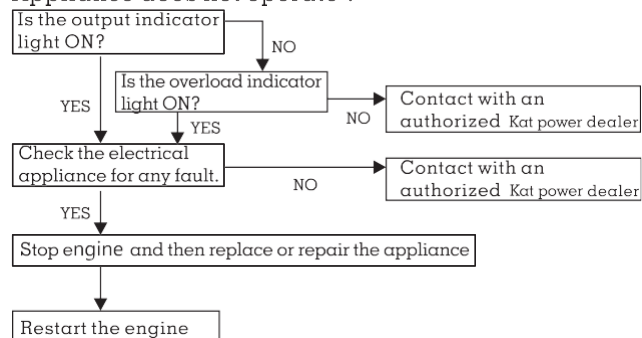 Appliance does not operate :
Is the output indicator
light ON?
NO
Is the overload indicator
light ON?
YES
NO
Contact with an
authorized Kat power dealer
YES
Check the electrical
appliance for any fault.
NO
Contact with an
authorized Kat power dealer
YES
Stop engine and then replace or repair the appliance
Restart the engine